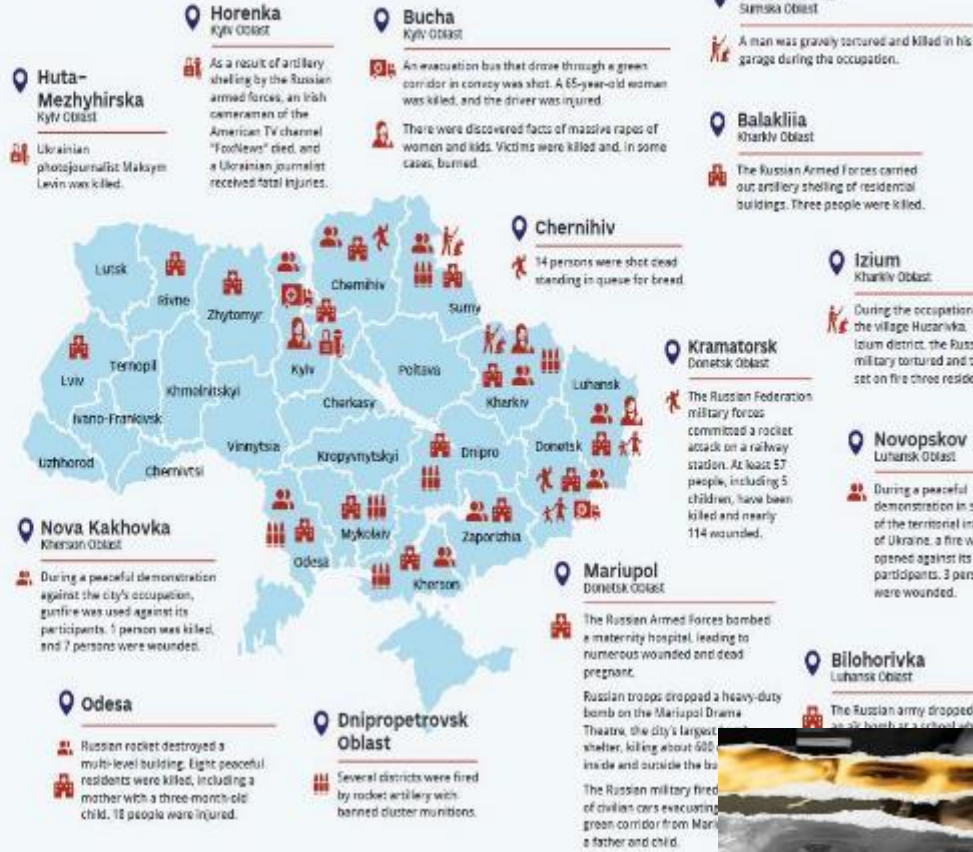 Horenka
Kyiv Oblast
As a result of artillery
shelling by the Russian
armed forces, an Irish
cameraman of the
American TV channel
"FoxNews" died, and
a Ukrainian journalist
received fatal injuries.
Bucha
Kyiv Oblast
An evacuation bus that drove through a green
corridor in convoy was shot. A 65-year-old woman
was killed, and the driver was injured.
There were discovered facts of massive rapes of
women and kids. Victims were killed and, in some
cases, burned.
Sumska Oblast
A man was gravely tortured and killed in his
garage during the occupation.
Huta-
Mezhyhirska
Kyiv Oblast
Ukrainian
photojournalist Maksym
Levin was killed.
Balakliia
Kharkiv Oblast
The Russian Armed Forces carried
out artillery shelling of residential
buildings. Three people were killed.
Chernihiv
14 persons were shot dead
standing in queue for bread
Izium
Kharkiv Oblast
During the occupation
the village Husarivka,
Izium district, the Russ
military tortured and
set on fire three reside
Kramatorsk
Donetsk Oblast
The Russian Federation
military forces
committed a rocket
attack on a railway
station. At least 57
people, including 5
children, have been
killed and nearly
114 wounded.
Novopskov
Luhansk Oblast
During a peaceful
demonstration in
of the territorial in
of Ukraine, a fire w
opened against its
participants. 3 pers
were wounded.
Lutsk
Rivne
Zhytomyr
Chernihiv
Sumy
Lviv
Ternopil
Khmelnitskyi
Kyiv
Poltava
Kharkiv
Luhansk
Ivano-Frankivsk
Cherkasy
Uzhhorod
Chernivtsi
Vinnytsia
Kropyvnytskyi
Dnipro
Donetsk
Odesa
Mykolaiv
Zaporizhia
Kherson
Nova Kakhovka
Kherson Oblast
During a peaceful demonstration
against the city's occupation,
gunfire was used against its
participants. 1 person was killed,
and 7 persons were wounded.
Mariupol
Donetsk Oblast
The Russian Armed Forces bombed
a maternity hospital, leading to
numerous wounded and dead
pregnant.
Russian troops dropped a heavy-duty
bomb on the Mariupol Drama
Theatre, the city's largest
shelter, killing about 600
inside and outside the bu
The Russian military fired
of civilian cars evacuating
green corridor from Mari
a father and child.
Bilohorivka
Luhansk Oblast
The Russian army dropped
an air bomb at a school
Odesa
Russian rocket destroyed a
multi-level building. Eight peaceful
residents were killed, including a
mother with a three-month-old
child. 18 people were injured.
Dnipropetrovsk
Oblast
Several districts were fired
by rocket artillery with
banned cluster munitions.